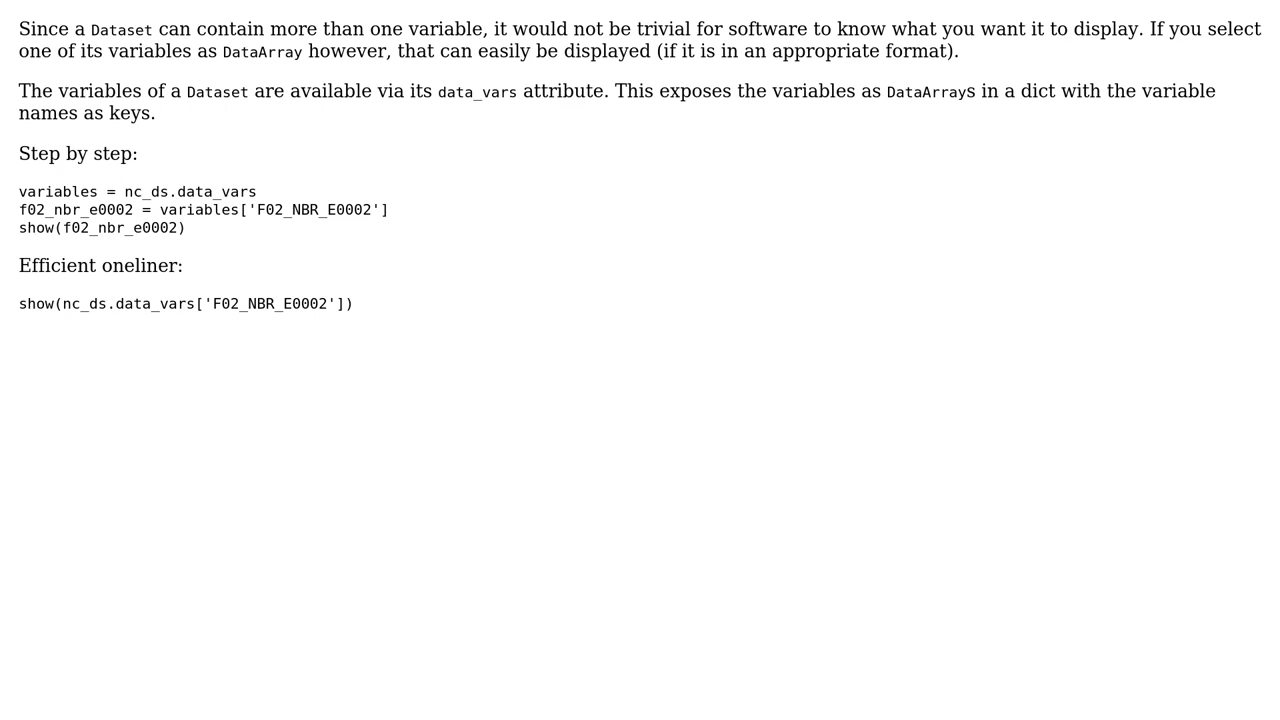 Since a Dataset can contain more than one variable, it would not be trivial for software to know what you want it to display. If you select
one of its variables as DataArray however, that can easily be displayed (if it is in an appropriate format).
The variables of a Dataset are available via its data_vars attribute. This exposes the variables as DataArrays in a dict with the variable
names as keys.
Step by step:
variables = nc_ds.data_vars
f02_nbr_e0002 = variables['F02_NBR_E0002']
show(f02_nbr_e0002)
Efficient oneliner:
show(nc_ds.data_vars['F02_NBR_E0002'])